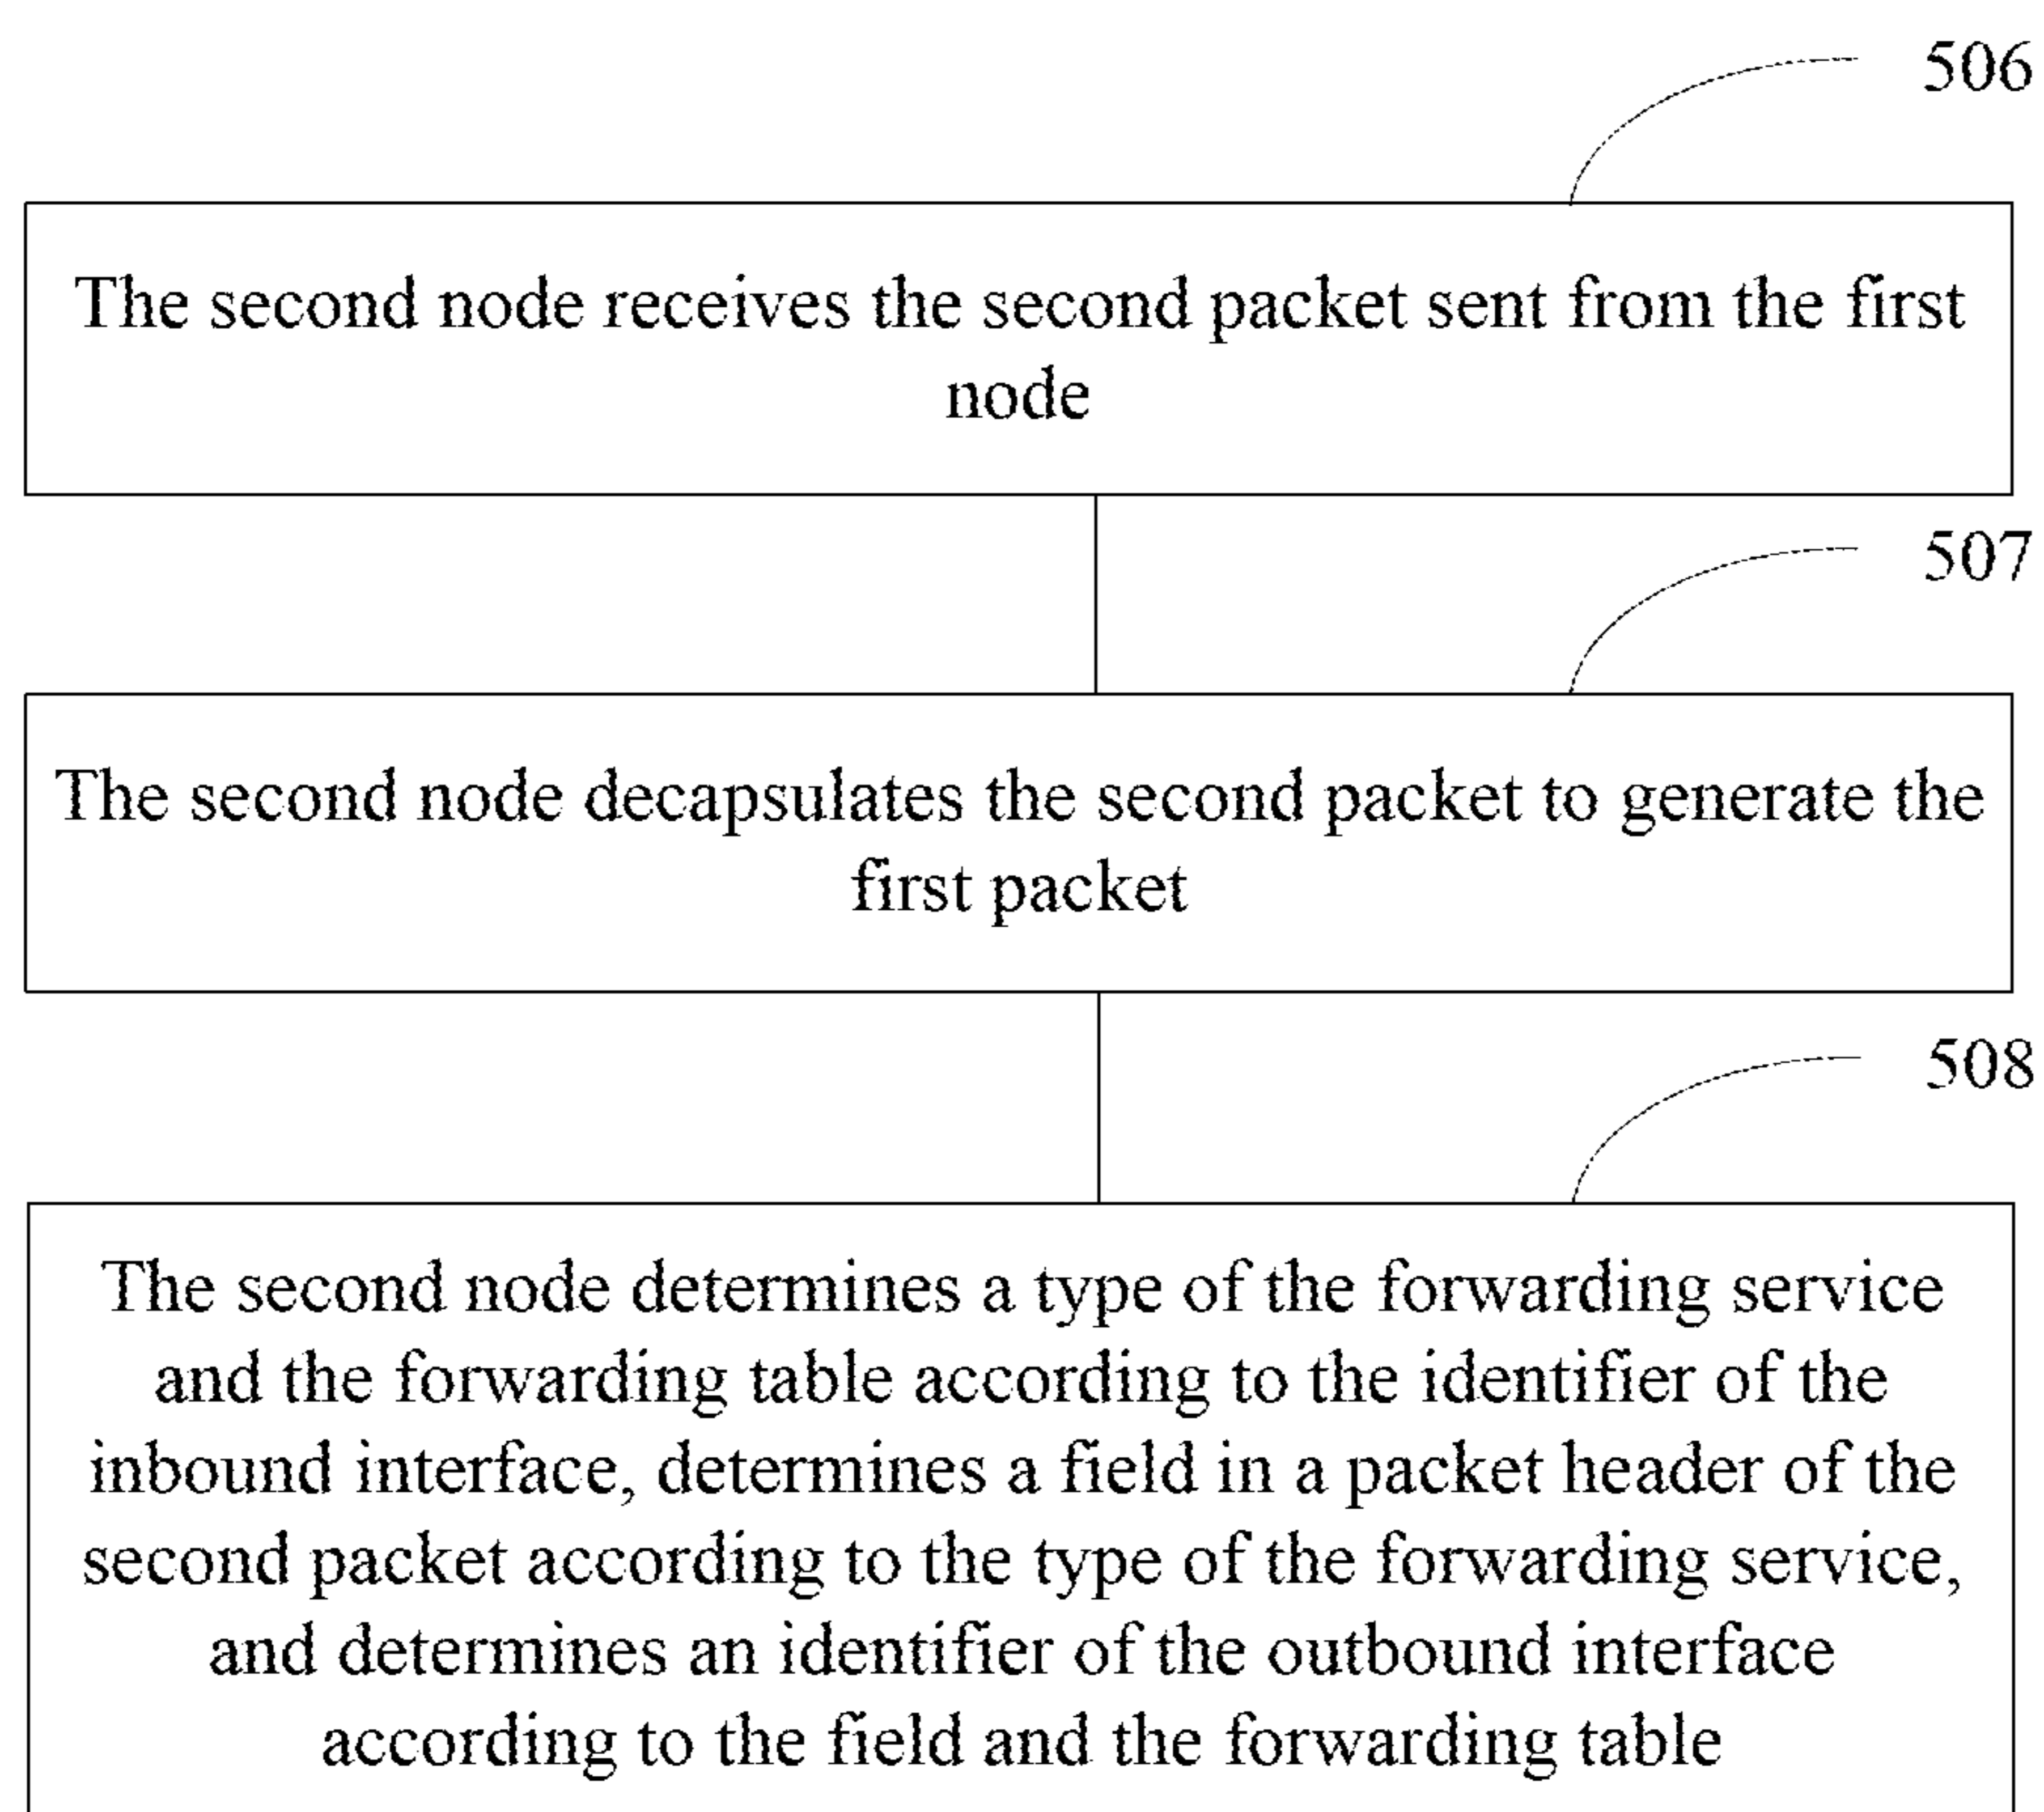 506
The second node receives the second packet sent from the first
node
507
The second node decapsulates the second packet to generate the
first packet
508
The second node determines a type of the forwarding service
and the forwarding table according to the identifier of the
inbound interface, determines a field in a packet header of the
second packet according to the type of the forwarding service,
and determines an identifier of the outbound interface
according to the field and the forwarding table